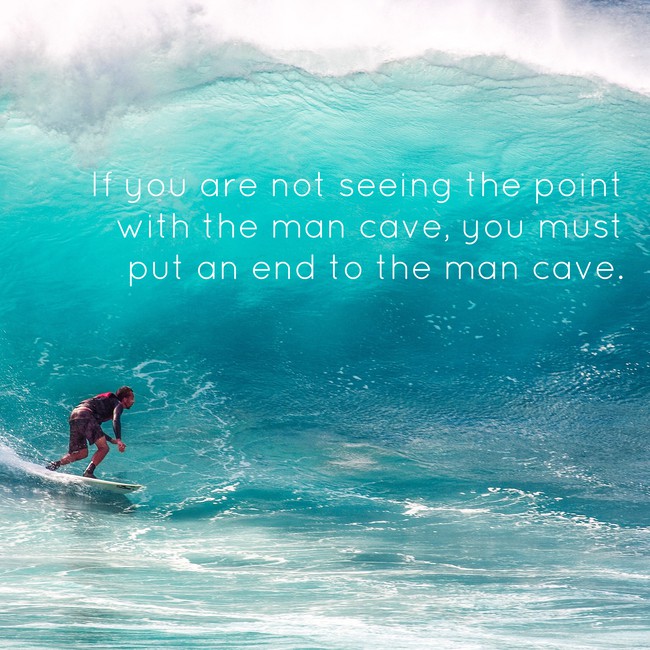 If you are not seeing the point
with the man cave, you must
put an end to the man cave.